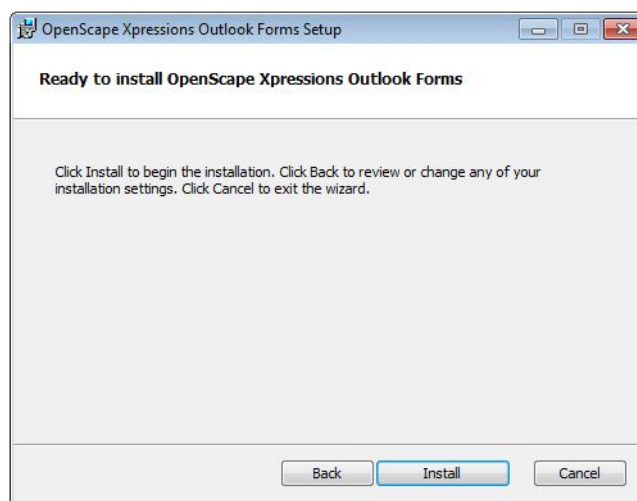 OpenScape Xpressions Outlook Forms Setup
Ready to install OpenScape Xpressions Outlook Forms
Click Install to begin the installation. Click Back to review or change any of your
installation settings. Click Cancel to exit the wizard.
Back Install Cancel